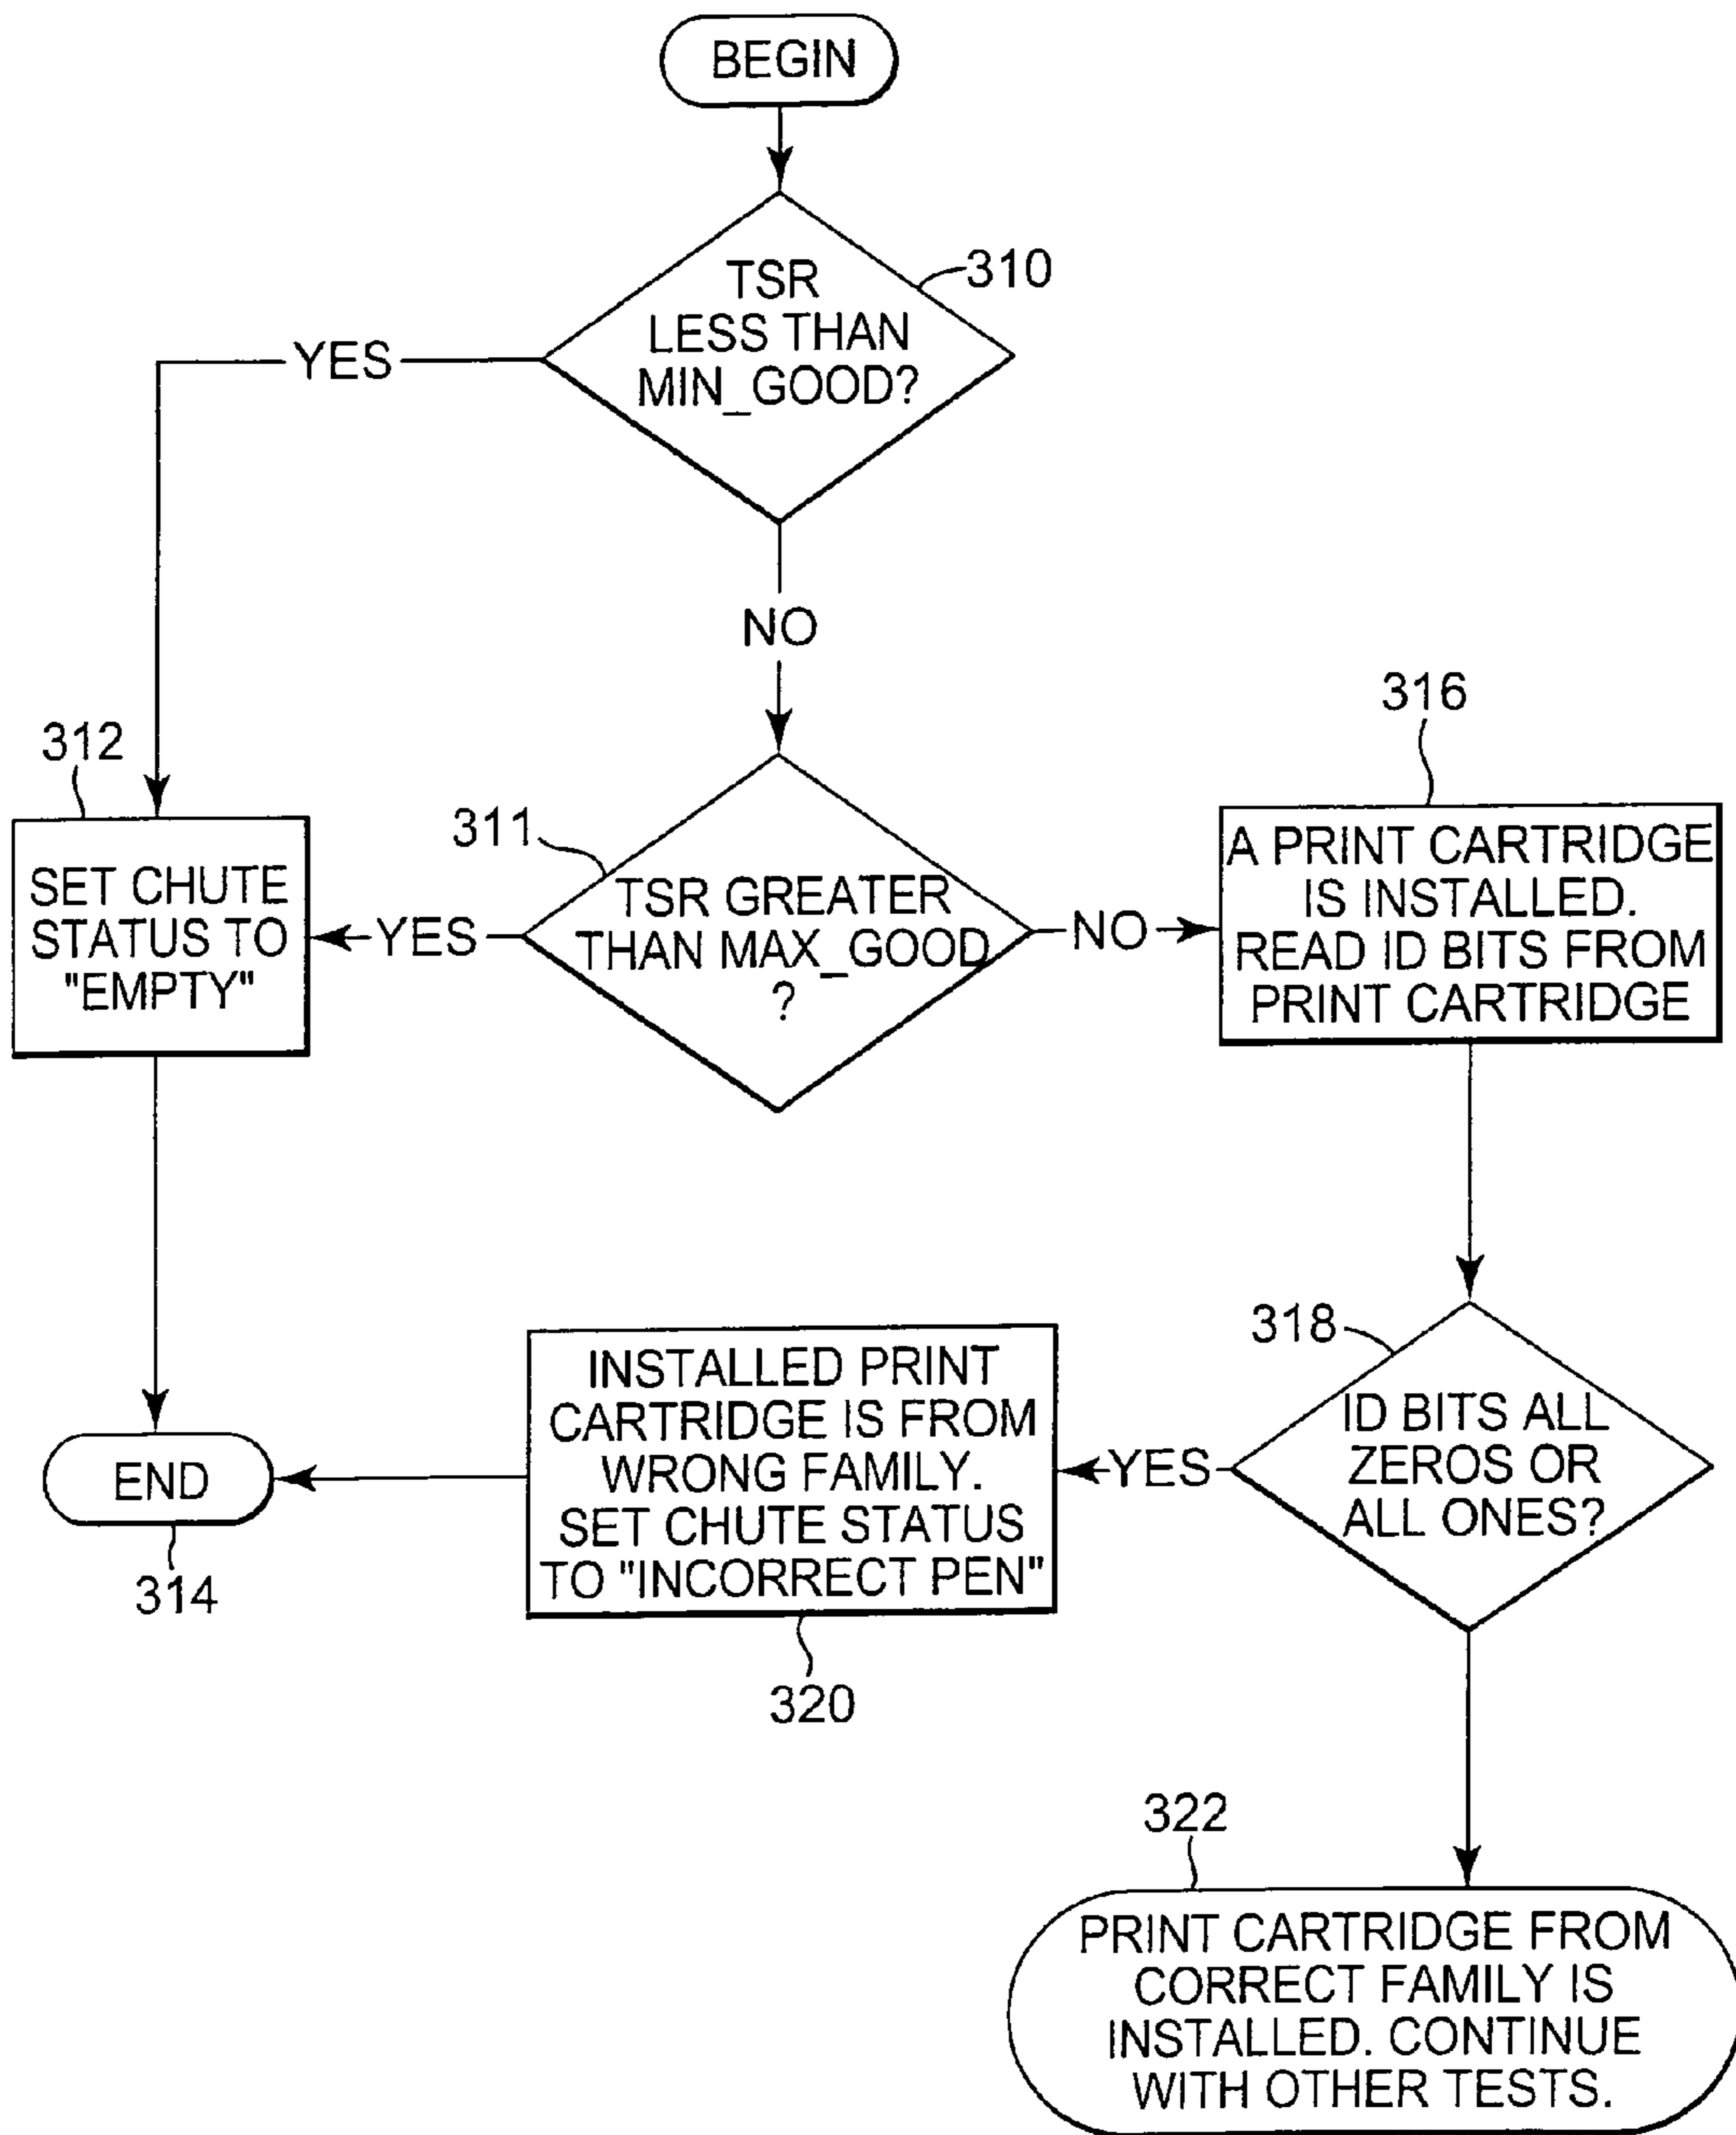 BEGIN
310
TSR
LESS THAN
MIN_GOOD?
YES
NO
312
SET CHUTE
STATUS TO
"EMPTY"
311
TSR GREATER
THAN MAX_GOOD
?
YES
NO
316
A PRINT CARTRIDGE
IS INSTALLED.
READ ID BITS FROM
PRINT CARTRIDGE
318
ID BITS ALL
ZEROS OR
ALL ONES?
YES
INSTALLED PRINT
CARTRIDGE IS FROM
WRONG FAMILY.
SET CHUTE STATUS
TO "INCORRECT PEN"
320
END
314
322
PRINT CARTRIDGE FROM
CORRECT FAMILY IS
INSTALLED. CONTINUE
WITH OTHER TESTS.